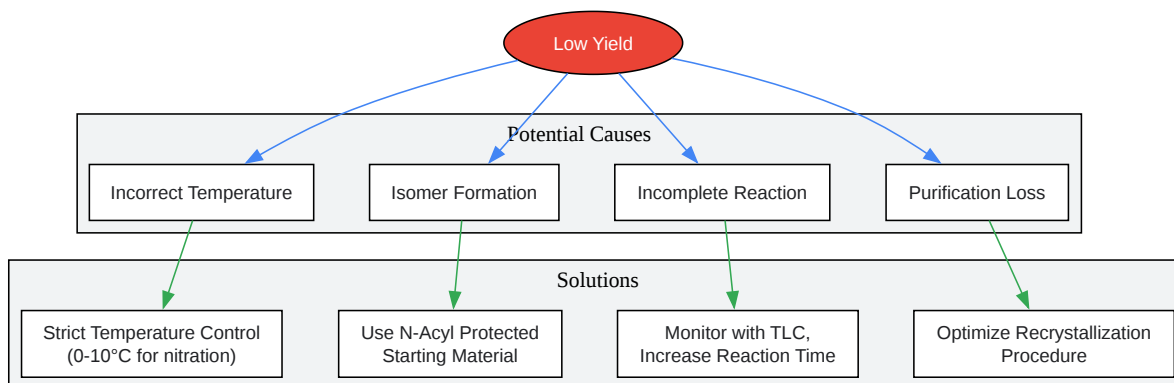 Low Yield
Potential Causes
Incorrect Temperature
Isomer Formation
Incomplete Reaction
Purification Loss
Solutions
Strict Temperature Control
(0-10°C for nitration)
Use N-Acyl Protected
Starting Material
Monitor with TLC,
Increase Reaction Time
Optimize Recrystallization
Procedure